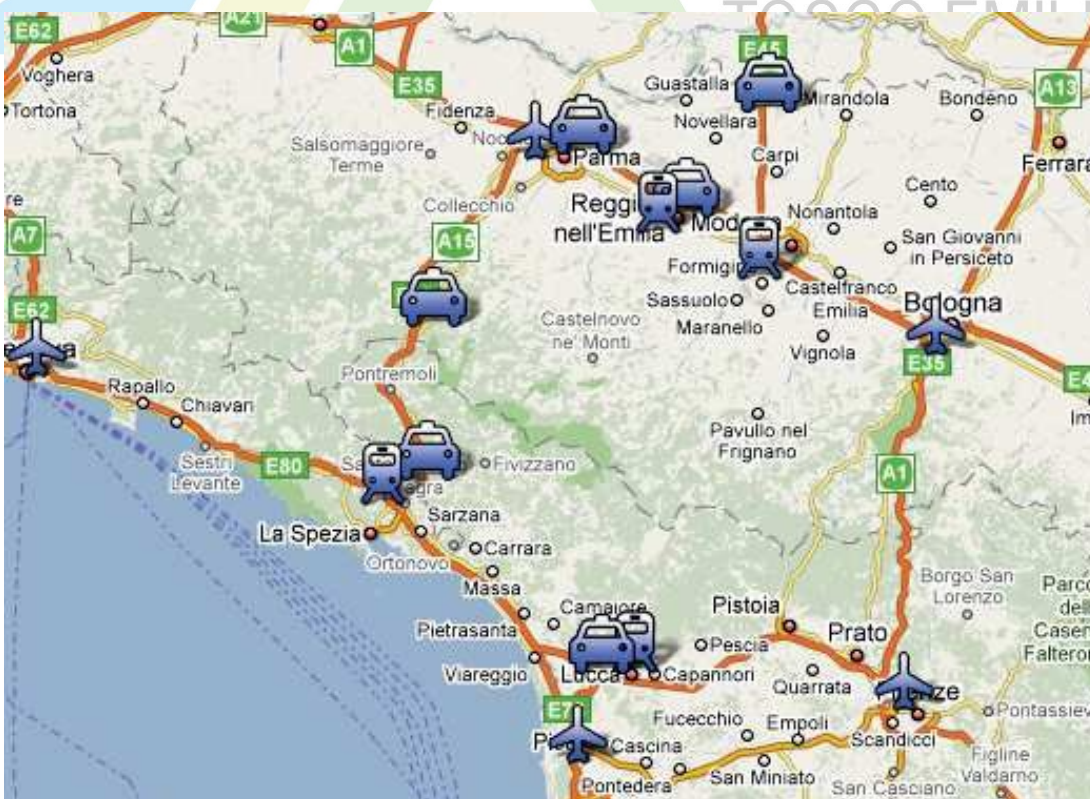 TOSCO EMIL
E62
A21
A1
E45
Voghera
Tortona
E35
Fidenza
Guastalla
Mirandola
Bondeno
A13
Novellara
Salsomaggiore
Terme
Parma
Carpi
Ferrara
Collecchio
Cento
re
A7
Nonantola
nell'Emilia
A15
San Giovanni
in Persiceto
Sassuolo
Castelfranco
Emilia
E62
Castelnovo
ne' Monti
Maranello
Bologna
Vignola
E35
Rapallo
Pontremoli
Chiavari
Pavullo nel
Frignano
Sestri
Levante
E80
Fivizzano
A1
La Spezia
Sarzana
Ortonovo
Carrara
Massa
Borgo San
Lorenzo
Camaiore
Pistoia
Pietrasanta
Prato
Viareggio
Lucca
Capannori
Pescia
Quarrata
Fucecchio
Empoli
Scandicci
Cascina
Pontedera
San Miniato
San Casciano
Figline
Valdarno